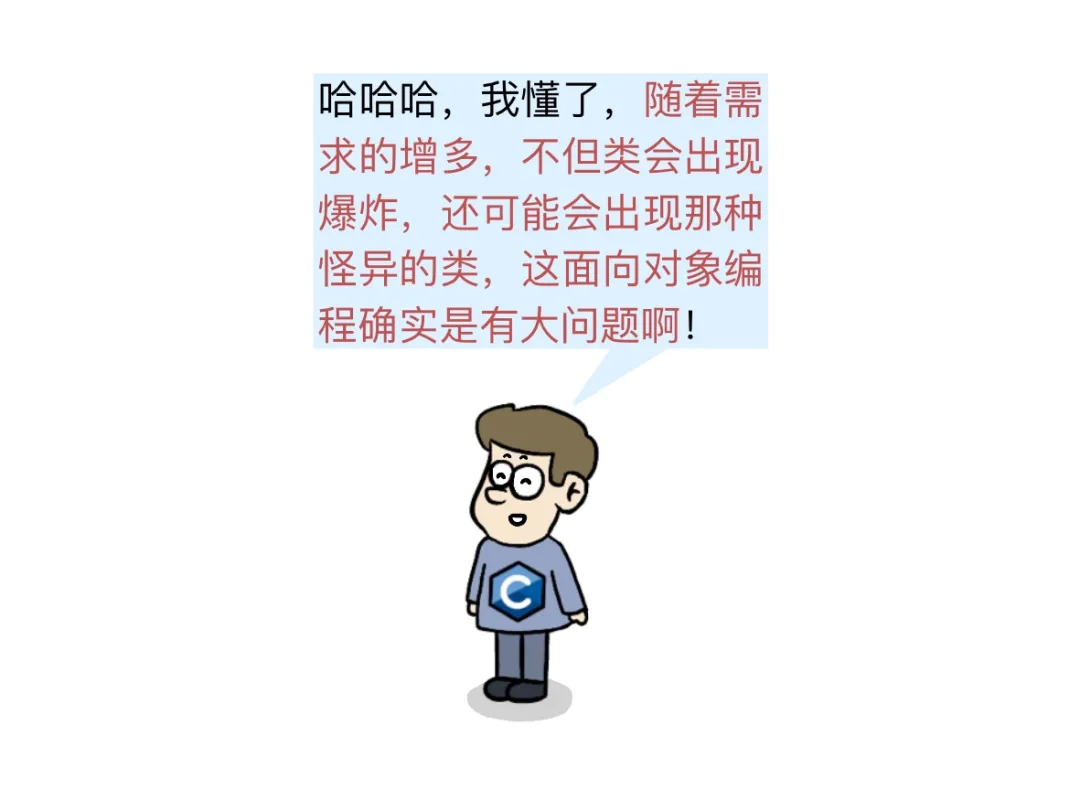 哈哈哈，我懂了，随着需
求的增多，不但类会出现
爆炸，还可能会出现那种
怪异的类，这面向对象编
程确实是有大问题啊！
C